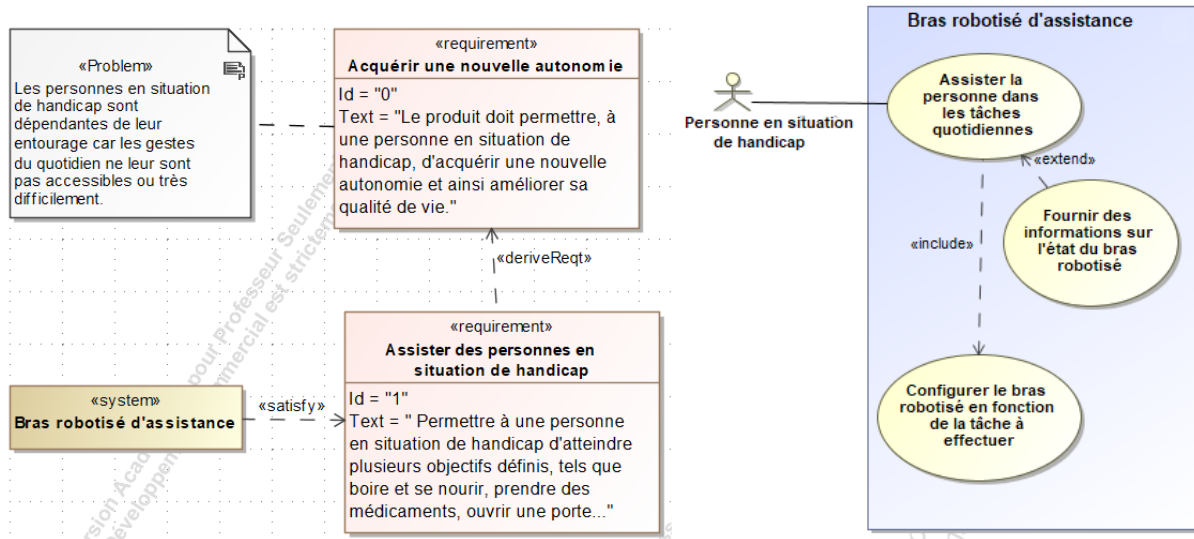 «Problem»
Les personnes en situation
de handicap sont
dépendantes de leur
entourage car les gestes
du quotidien ne leur sont
pas accessibles ou très
difficilement.
«requirement»
Acquérir une nouvelle autonomie
Id = "0"
Text = "Le produit doit permettre, à
une personne en situation de
handicap, d'acquérir une nouvelle
autonomie et ainsi améliorer sa
qualité de vie."
«deriveReqt»
«requirement»
Assister des personnes en
situation de handicap
Id = "1"
Text = " Permettre à une personne
en situation de handicap d'atteindre
plusieurs objectifs définis, tels que
boire et se nourrir, prendre des
médicaments, ouvrir une porte..."
«system»
Bras robotisé d'assistance
«satisfy»
Personne en situation
de handicap
Bras robotisé d'assistance
Assister la
personne dans
les tâches
quotidiennes
«extend»
Fournir des
informations sur
l'état du bras
robotisé
«include»
Configurer le bras
robotisé en fonction
de la tâche à
effectuer